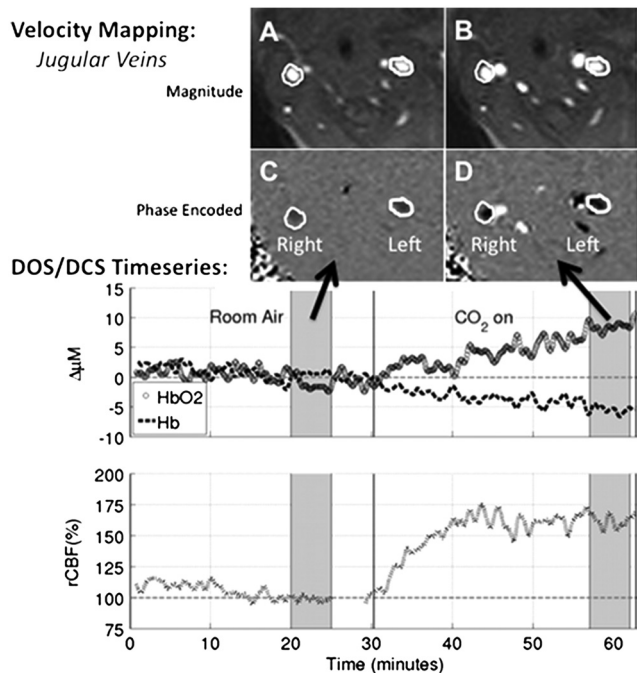 Velocity Mapping:
Jugular Veins
Magnitude
A
B
Phase Encoded
C
D
Right
Left
Right
Left
DOS/DCS Timeseries:
Room Air
CO₂ on
15
10
5
0
-5
-10
ΔμM
HbO2
Hb
175
150
125
100
75
rCBF(%)
0 10 20 30 40 50 60
Time (minutes)